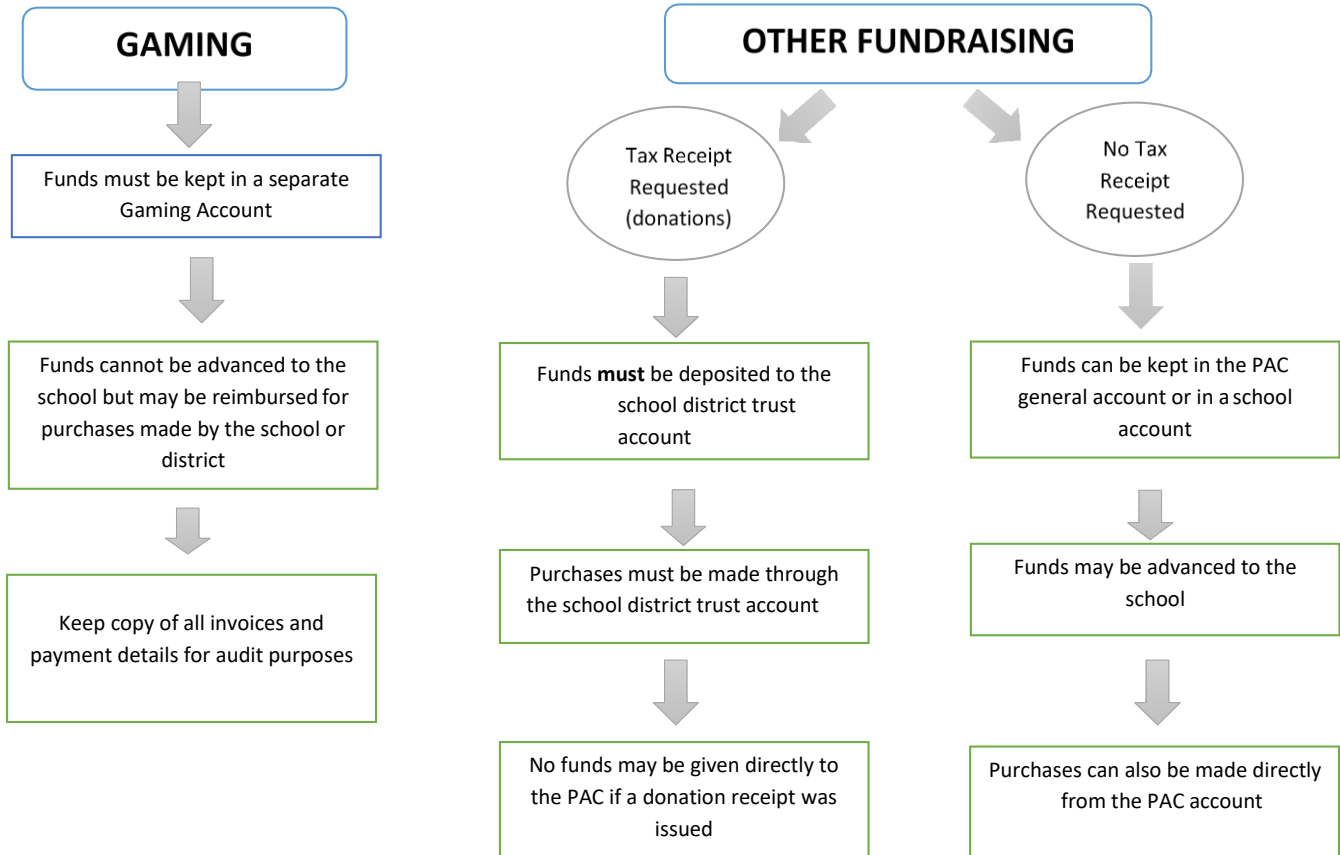 GAMING
Funds must be kept in a separate
Gaming Account
Funds cannot be advanced to the
school but may be reimbursed for
purchases made by the school or
district
Keep copy of all invoices and
payment details for audit purposes
OTHER FUNDRAISING
Tax Receipt
Requested
(donations)
Funds must be deposited to the
school district trust
account
Purchases must be made through
the school district trust account
No funds may be given directly to
the PAC if a donation receipt was
issued
No Tax
Receipt
Requested
Funds can be kept in the PAC
general account or in a school
account
Funds may be advanced to the
school
Purchases can also be made directly
from the PAC account